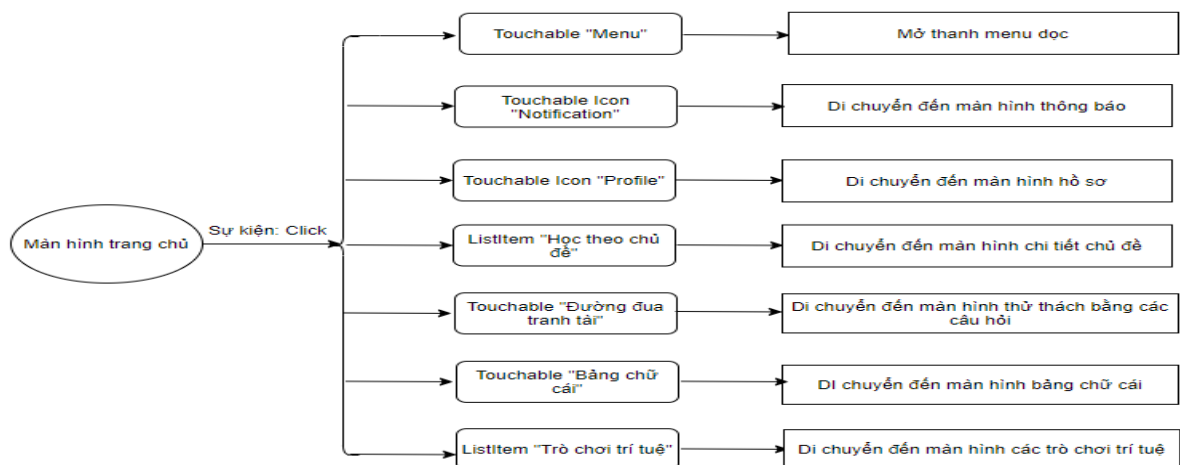 Touchable "Menu"
Mở thanh menu dọc
Touchable Icon
"Notification"
Di chuyển đến màn hình thông báo
Touchable Icon "Profile"
Di chuyển đến màn hình hồ sơ
Màn hình trang chủ
Sự kiện: Click
ListItem "Học theo chủ
đề"
Di chuyển đến màn hình chi tiết chủ đề
Touchable "Đường đua
tranh tài"
Di chuyển đến màn hình thử thách bằng các
câu hỏi
Touchable "Bảng chữ
cái"
DI chuyển đến màn hình bảng chữ cái
ListItem "Trò chơi trí tuệ"
Di chuyển đến màn hình các trò chơi trí tuệ